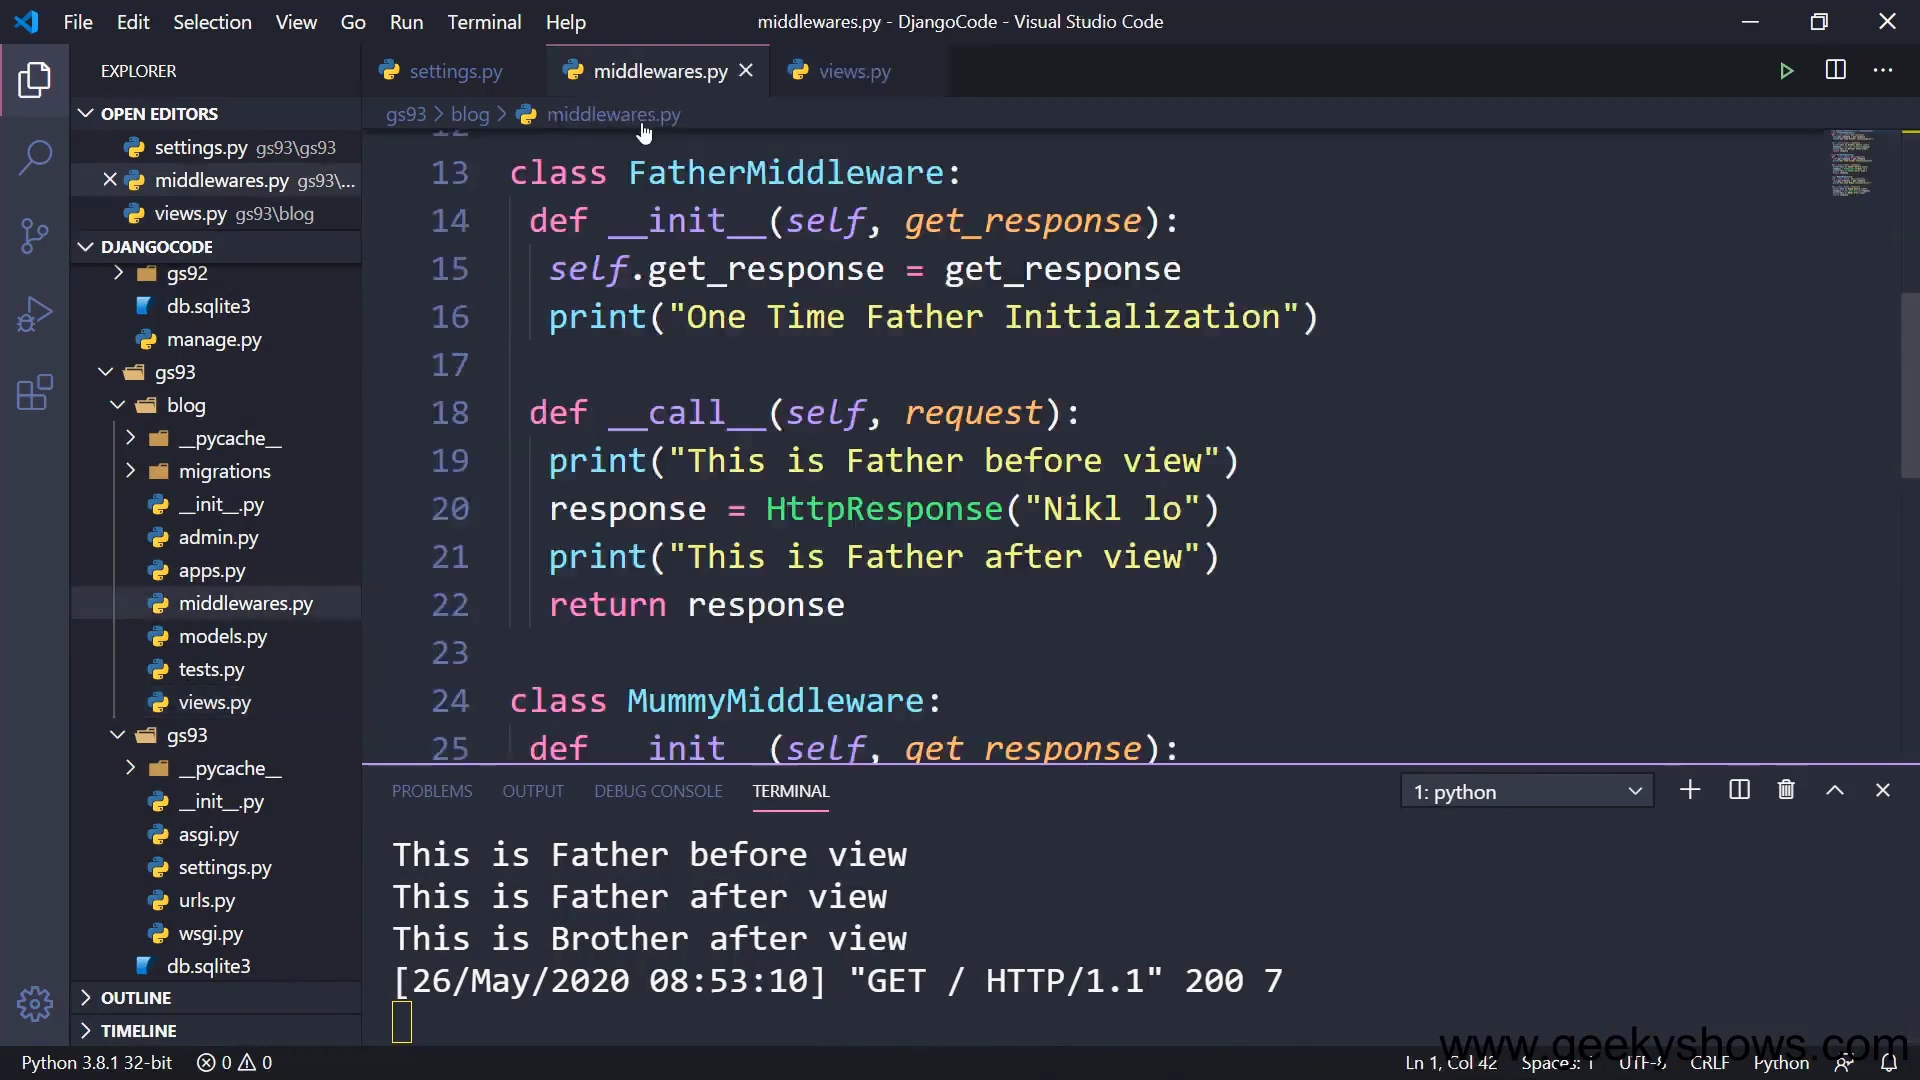 File Edit Selection View Go Run Terminal Help
middlewares.py - DjangoCode - Visual Studio Code
EXPLORER
OPEN EDITORS
settings.py gs93\gs93
middlewares.py gs93\...
views.py gs93\blog
DJANGOCODE
gs92
db.sqlite3
manage.py
gs93
blog
__pycache__
migrations
__init__.py
admin.py
apps.py
middlewares.py
models.py
tests.py
views.py
gs93
__pycache__
__init__.py
asgi.py
settings.py
urls.py
wsgi.py
db.sqlite3
OUTLINE
TIMELINE
settings.py middlewares.py views.py
gs93 > blog > middlewares.py
12
13 class FatherMiddleware:
14 def __init__(self, get_response):
15 self.get_response = get_response
16 print("One Time Father Initialization")
17
18 def __call__(self, request):
19 print("This is Father before view")
20 response = HttpResponse("Nikl lo")
21 print("This is Father after view")
22 return response
23
24 class MummyMiddleware:
25 def __init__(self, get_response):
PROBLEMS OUTPUT DEBUG CONSOLE TERMINAL
1: python
This is Father before view
This is Father after view
This is Brother after view
[26/May/2020 08:53:10] "GET / HTTP/1.1" 200 7
www.geekyshows.com
Python 3.8.1 32-bit 0 0
Ln 1, Col 42 Spaces: 1 UTF-8 CRLF Python